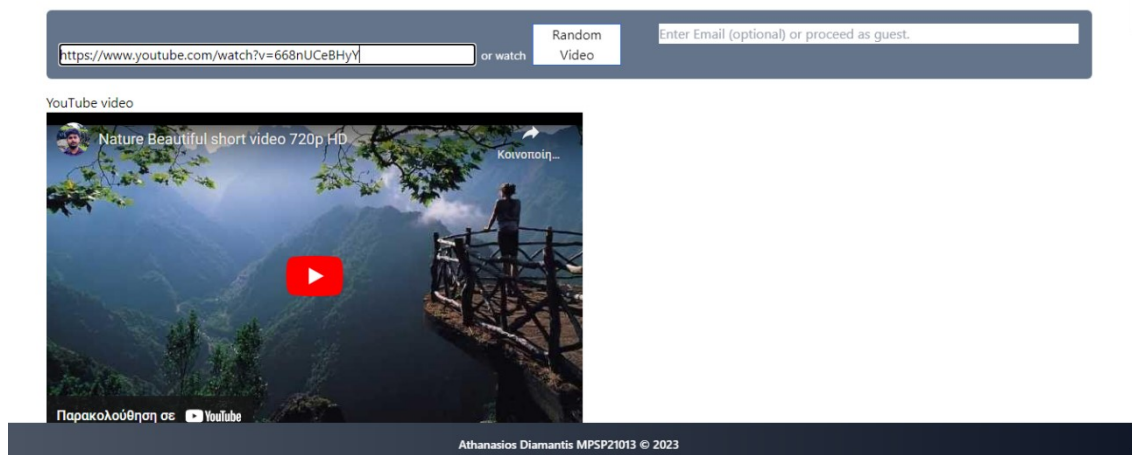 https://www.youtube.com/watch?v=668nUCeBHyY
or watch
Random
Video
Enter Email (optional) or proceed as guest.
YouTube video
Nature Beautiful short video 720p HD
Κοινοποίη...
Παρακολούθηση σε YouTube
Athanasios Diamantis MPSP21013 © 2023